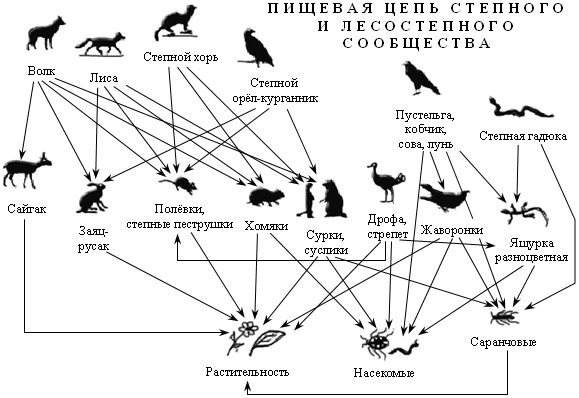 ПИЩЕВАЯ ЦЕПЬ СТЕПНОГО
И ЛЕСОСТЕПНОГО
СООБЩЕСТВА
Волк
Лиса
Степной хорь
Степной
орёл-курганник
Пустельга,
кобчик,
сова, лунь
Степная гадюка
Сайгак
Заяц-
русак
Полёвки,
степные пеструшки
Хомяки
Сурки,
суслики
Дрофа,
стрепет
Жаворонки
Ящурка
разноцветная
Растительность
Насекомые
Саранчовые